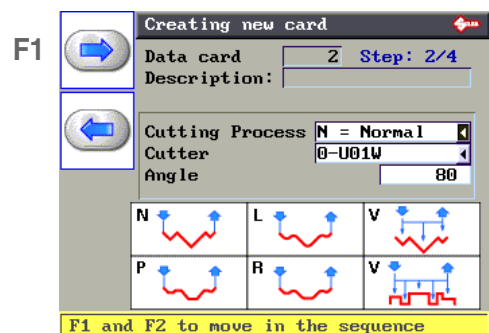 Creating new card
F1
Data card 2 Step: 2/4
Description:
Cutting Process N = Normal
Cutter 0-U01W
Angle 80
N L V
P R V
F1 and F2 to move in the sequence